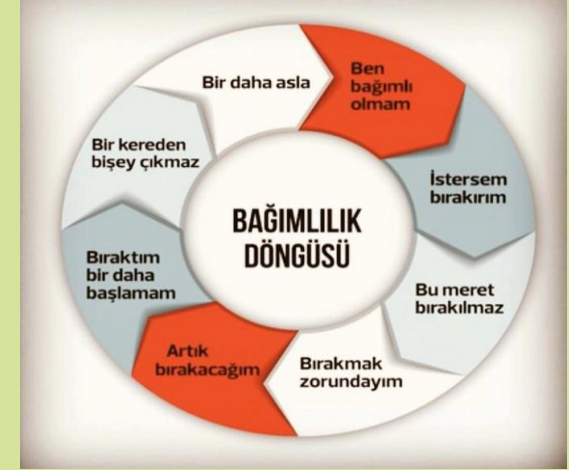 BAĞIMLILIK
DÖNGÜSÜ
Bir daha asla
Ben
bağımlı
olmam
İstersem
bırakırım
Bu meret
bırakılmaz
Bırakmak
zorundayım
Artık
bırakacağım
Bıraktım
bir daha
başlamam
Bir kereden
bişey çıkmaz